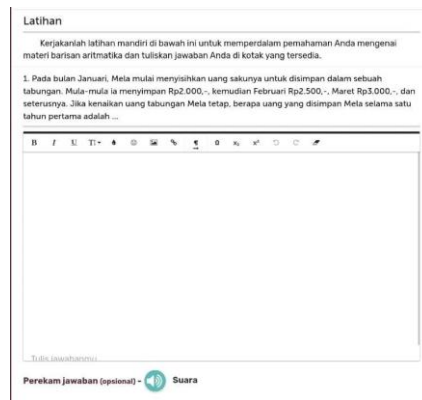 Latihan
Kerjakanlah latihan mandiri di bawah ini untuk memperdalam pemahaman Anda mengenai
materi barisan aritmatika dan tuliskan jawaban Anda di kotak yang tersedia.
1. Pada bulan Januari, Mela mulai menyisihkan uang sakunya untuk disimpan dalam sebuah
tabungan. Mula-mula ia menyimpan Rp2.000,-, kemudian Februari Rp2.500,-, Maret Rp3.000,-, dan
seterusnya. Jika kenaikan uang tabungan Mela tetap, berapa uang yang disimpan Mela selama satu
tahun pertama adalah ...
B I U
Tulis jawabanmu
Perekam jawaban (opsional) - Suara